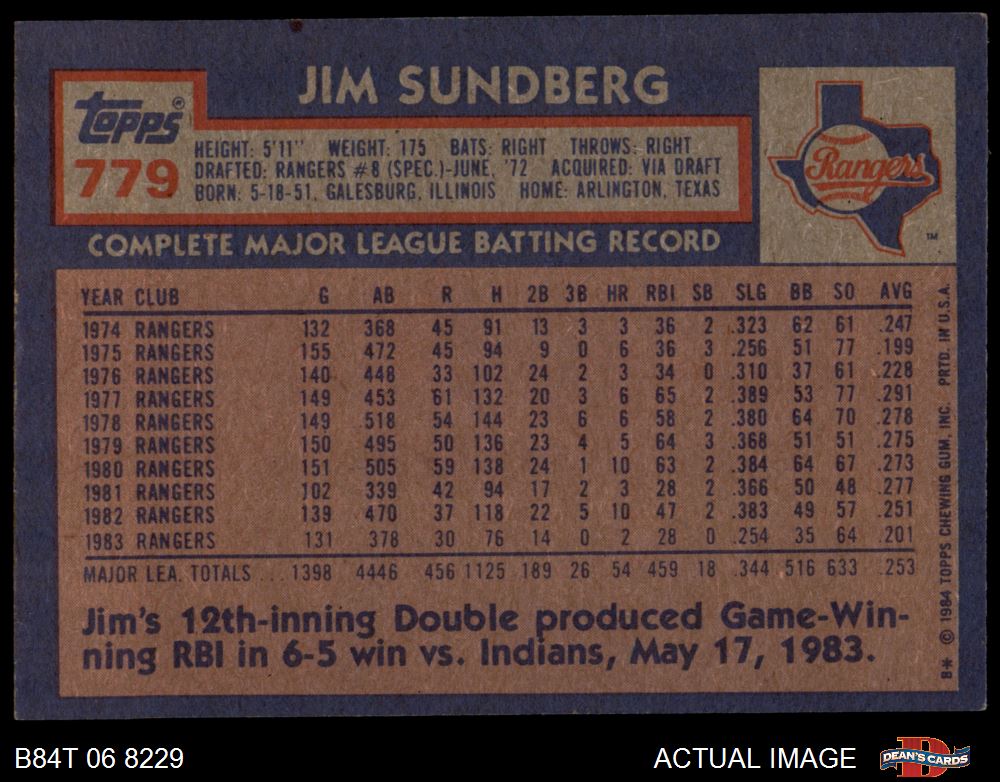 JIM SUNDBERG
Topps®
779
HEIGHT: 5'11" WEIGHT: 175 BATS: RIGHT THROWS: RIGHT
DRAFTED: RANGERS #8 (SPEC.)-JUNE, '72 ACQUIRED: VIA DRAFT
BORN: 5-18-51, GALESBURG, ILLINOIS HOME: ARLINGTON, TEXAS
Rangers
TM
COMPLETE MAJOR LEAGUE BATTING RECORD
YEAR CLUB G AB R H 2B 3B HR RBI SB SLG BB SO AVG
1974 RANGERS 132 368 45 91 13 3 3 36 2 .323 62 61 .247
1975 RANGERS 155 472 45 94 9 0 6 36 3 .256 51 77 .199
1976 RANGERS 140 448 33 102 24 2 3 34 0 .310 37 61 .228
1977 RANGERS 149 453 61 132 20 3 6 65 2 .389 53 77 .291
1978 RANGERS 149 518 54 144 23 6 6 58 2 .380 64 70 .278
1979 RANGERS 150 495 50 136 23 4 5 64 3 .368 51 51 .275
1980 RANGERS 151 505 59 138 24 1 10 63 2 .384 64 67 .273
1981 RANGERS 102 339 42 94 17 2 3 28 2 .366 50 48 .277
1982 RANGERS 139 470 37 118 22 5 10 47 2 .383 49 57 .251
1983 RANGERS 131 378 30 76 14 0 2 28 0 .254 35 64 .201
MAJOR LEA. TOTALS ... 1398 4446 456 1125 189 26 54 459 18 .344 516 633 .253
Jim's 12th-inning Double produced Game-Win-
ning RBI in 6-5 win vs. Indians, May 17, 1983.
B* © 1984 TOPPS CHEWING GUM, INC. PRTD. IN U.S.A.
B84T 06 8229
ACTUAL IMAGE
DEAN'S CARDS